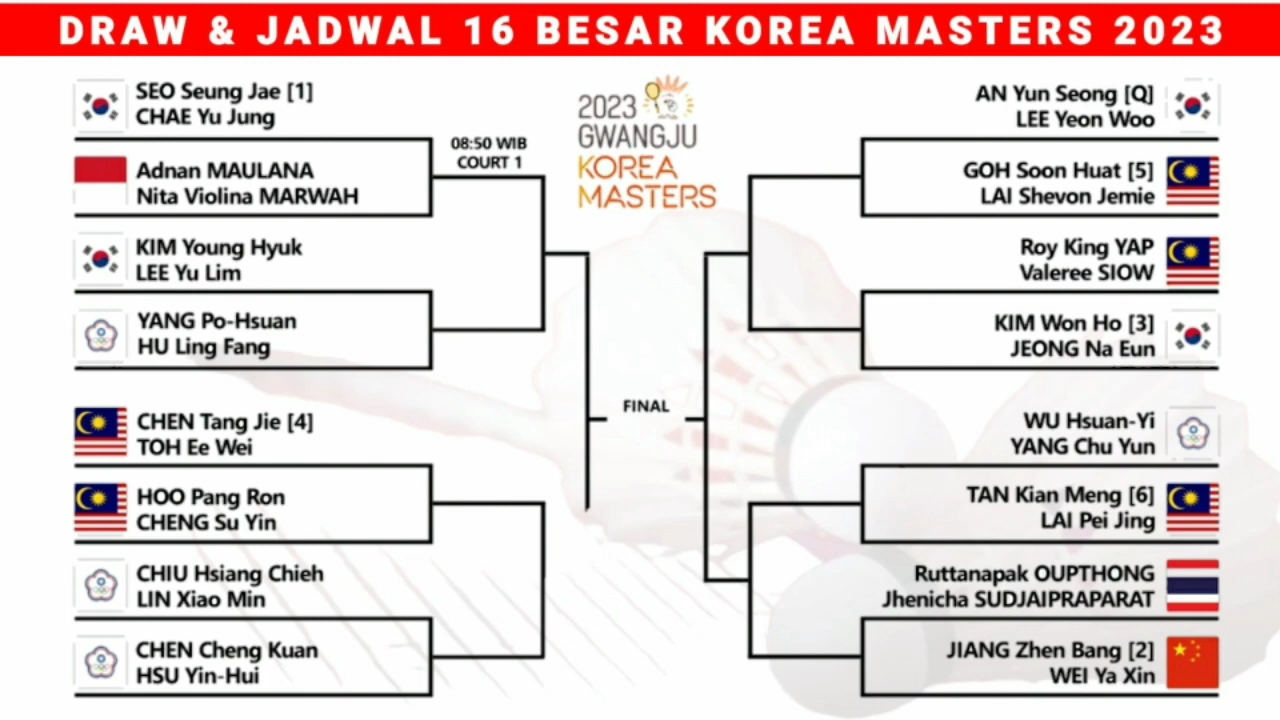 DRAW & JADWAL 16 BESAR KOREA MASTERS 2023
SEO Seung Jae [1]
CHAE Yu Jung
Adnan MAULANA
Nita Violina MARWAH
KIM Young Hyuk
LEE Yu Lim
YANG Po-Hsuan
HU Ling Fang
CHEN Tang Jie [4]
TOH Ee Wei
HOO Pang Ron
CHENG Su Yin
CHIU Hsiang Chieh
LIN Xiao Min
CHEN Cheng Kuan
HSU Yin-Hui
08:50 WIB
COURT 1
2023
GWANGJU
KOREA
MASTERS
FINAL
AN Yun Seong [Q]
LEE Yeon Woo
GOH Soon Huat [5]
LAI Shevon Jemie
Roy King YAP
Valeree SIOW
KIM Won Ho [3]
JEONG Na Eun
WU Hsuan-Yi
YANG Chu Yun
TAN Kian Meng [6]
LAI Pei Jing
Ruttanapak OUPTHONG
Jhenicha SUDJAIPRAPARAT
JIANG Zhen Bang [2]
WEI Ya Xin